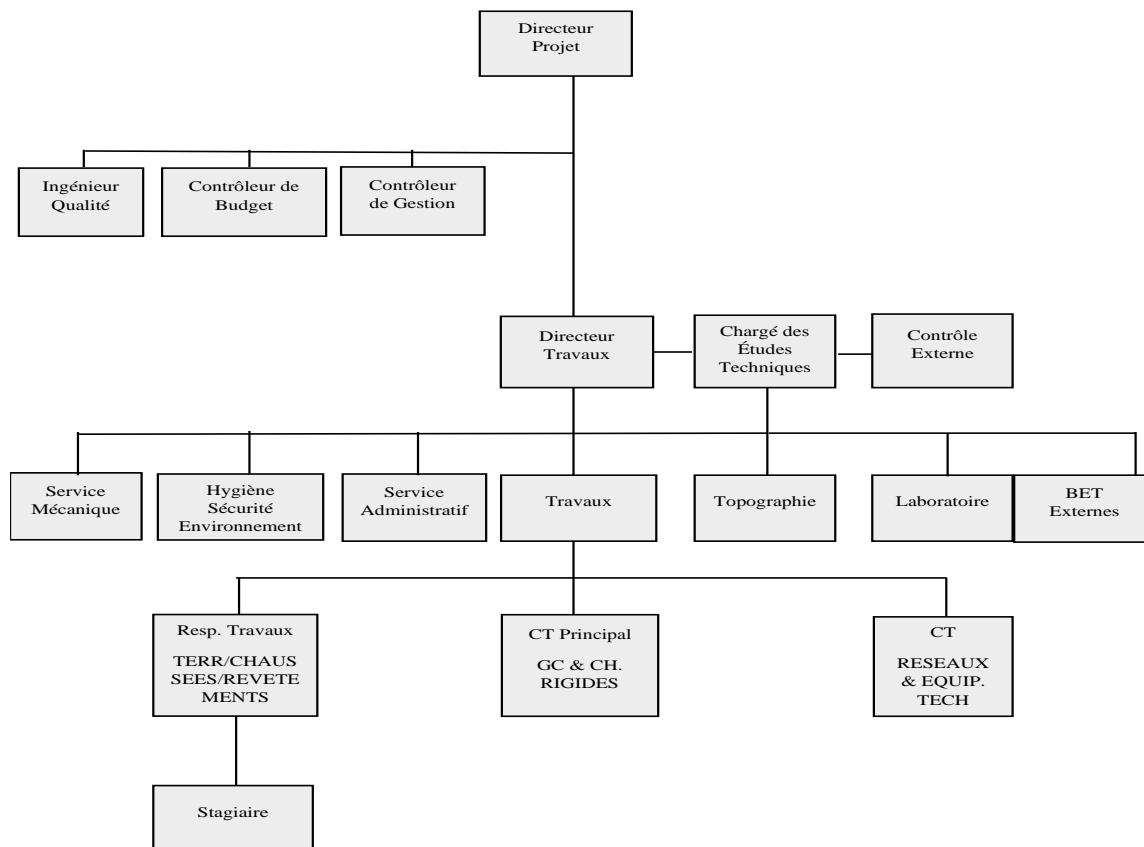 Directeur
Projet
Ingénieur
Qualité
Contrôleur de
Budget
Contrôleur
de Gestion
Directeur
Travaux
Chargé des
Études
Techniques
Contrôle
Externe
Service
Mécanique
Hygiène
Sécurité
Environnement
Service
Administratif
Travaux
Topographie
Laboratoire
BET
Externes
Resp. Travaux
TERR/CHAUS
SEES/REVETE
MENTS
CT Principal
GC & CH.
RIGIDES
CT
RESEAUX
& EQUIP.
TECH
Stagiaire